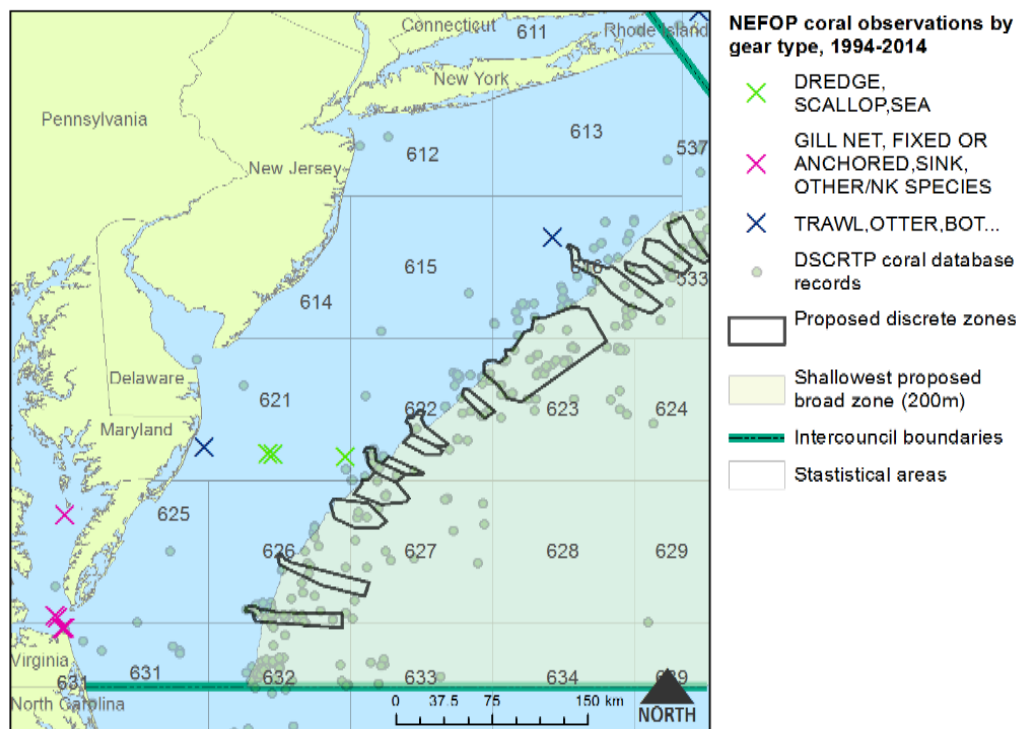 Connecticut
Rhode Island
611
New York
Pennsylvania
613
612
537
New Jersey
615
616
533
614
Delaware
621
622
623
624
Maryland
625
626
627
628
629
Virginia
631
631
632
633
634
639
North Carolina
0 37.5 75 150 km
NORTH
NEFOP coral observations by
gear type, 1994-2014
DREDGE,
SCALLOP,SEA
GILL NET, FIXED OR
ANCHORED,SINK,
OTHER/NK SPECIES
TRAWL,OTTER,BOT...
DSCRTP coral database
records
Proposed discrete zones
Shallowest proposed
broad zone (200m)
Intercouncil boundaries
Stastistical areas